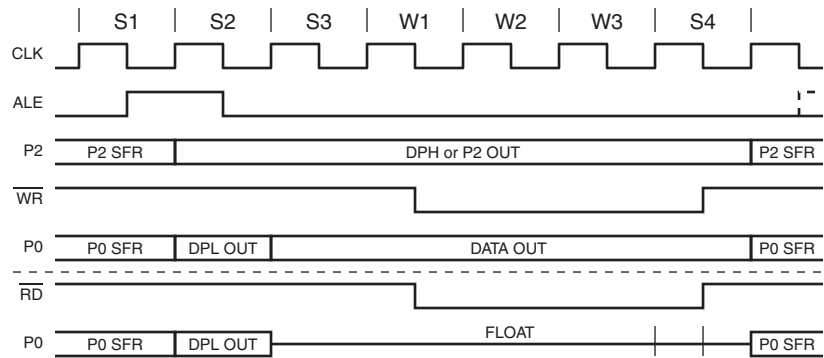 S1 S2 S3 W1 W2 W3 S4
CLK
ALE
P2 P2 SFR DPH or P2 OUT P2 SFR
WR
P0 P0 SFR DPL OUT DATA OUT P0 SFR
RD
P0 P0 SFR DPL OUT FLOAT P0 SFR